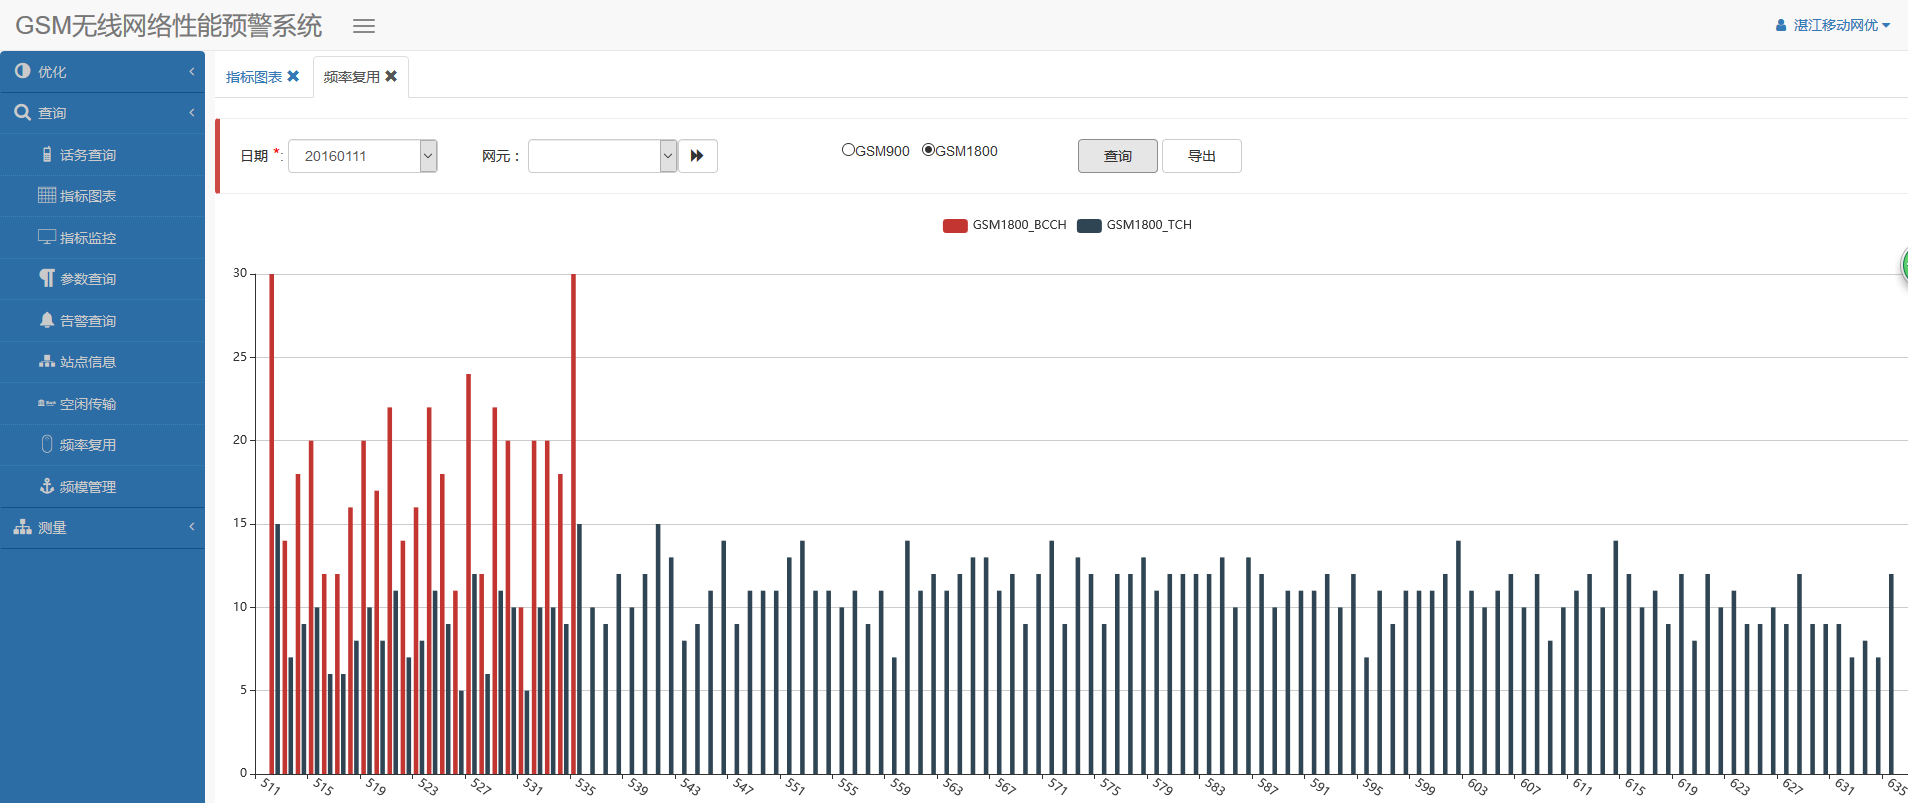 GSM无线网络性能预警系统
湛江移动网优
优化
查询
话务查询
指标图表
指标监控
参数查询
告警查询
站点信息
空闲传输
频率复用
频模管理
测量
指标图表 频率复用
日期 *: 20160111 网元： GSM900 GSM1800 查询 导出
GSM1800_BCCH GSM1800_TCH
30
25
20
15
10
5
0
511 515 519 523 527 531 535 539 543 547 551 555 559 563 567 571 575 579 583 587 591 595 599 603 607 611 615 619 623 627 631 635